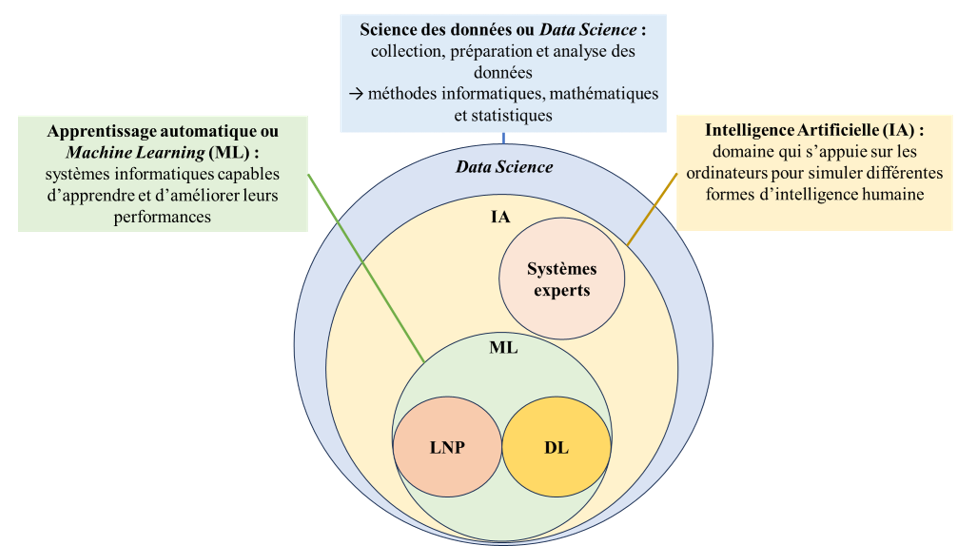 Science des données ou Data Science :
collection, préparation et analyse des
données
→ méthodes informatiques, mathématiques
et statistiques
Apprentissage automatique ou
Machine Learning (ML) :
systèmes informatiques capables
d’apprendre et d’améliorer leurs
performances
Intelligence Artificielle (IA) :
domaine qui s’appuie sur les
ordinateurs pour simuler différentes
formes d’intelligence humaine
Data Science
IA
Systèmes
experts
ML
LNP
DL